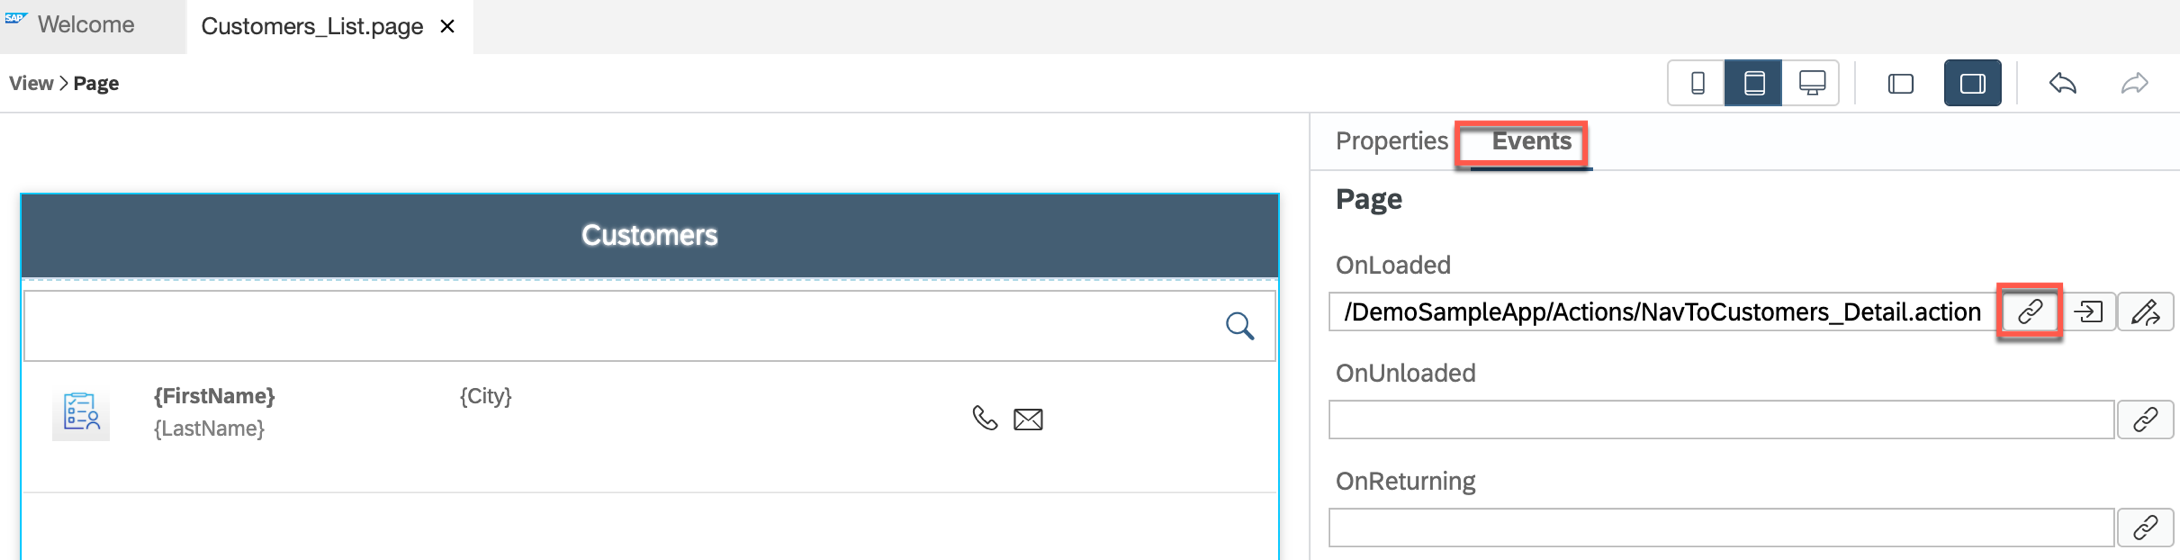 SAP Welcome
Customers_List.page ×
View > Page
Properties
Events
Customers
Page
OnLoaded
/DemoSampleApp/Actions/NavToCustomers_Detail.action
OnUnloaded
{FirstName}
{City}
{LastName}
OnReturning